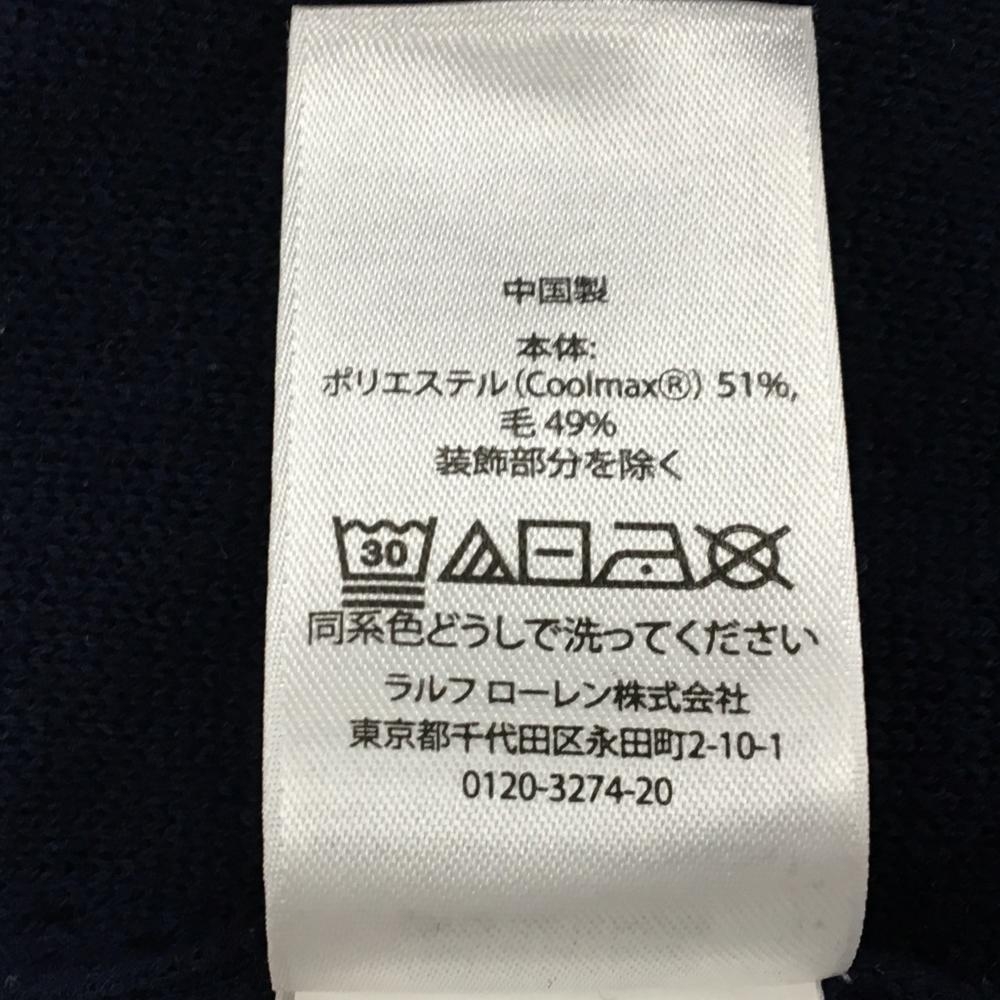 中国製
本体:
ポリエステル (Coolmax®) 51%,
毛 49%
装飾部分を除く
30
同系色どうしで洗ってください
ラルフ ローレン株式会社
東京都千代田区永田町2-10-1
0120-3274-20